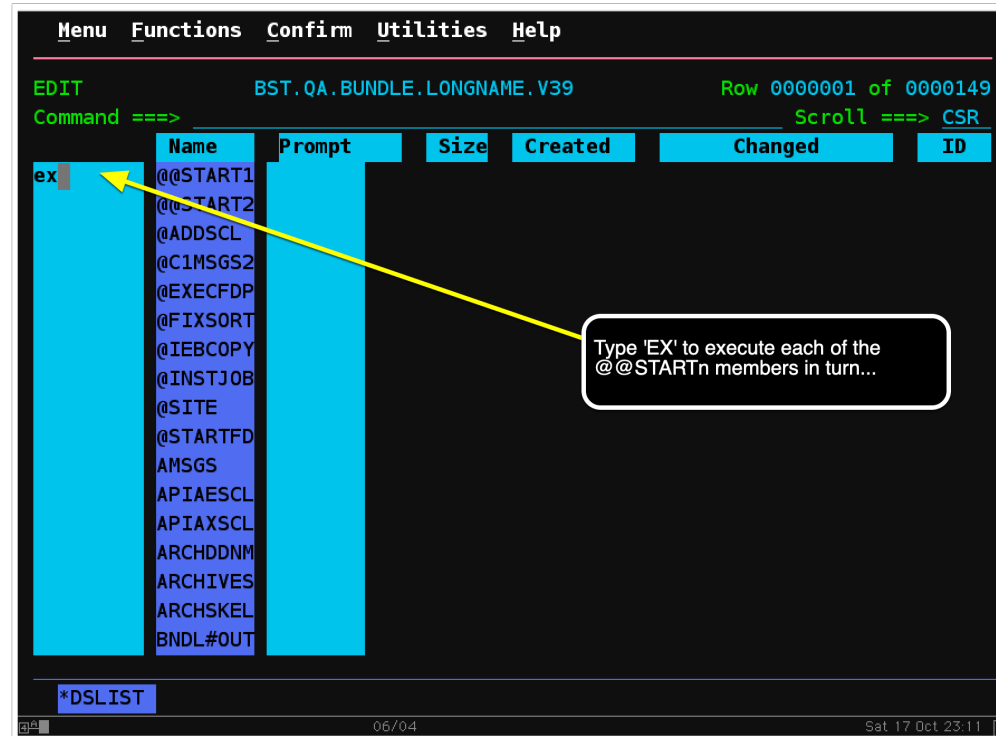 Menu Functions Confirm Utilities Help
EDIT BST.QA.BUNDLE.LONGNAME.V39 Row 0000001 of 0000149
Command ===> Scroll ===> CSR
Name Prompt Size Created Changed ID
ex @@START1
@@START2
@ADDSCL
@C1MSGS2
@EXECFDP
@FIXSORT
@IEBCOPY
@INSTJOB
@SITE
@STARTFD
AMSGS
APIAESCL
APIAXSCL
ARCHDDNM
ARCHIVES
ARCHSKEL
BNDL#OUT
Type 'EX' to execute each of the
@@STARTn members in turn...
*DSLIST
06/04 Sat 17 Oct 23:11